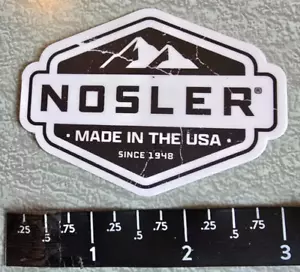 NOSLER®
· MADE IN THE USA ·
SINCE 1948
.25 .75 .25 .75 .25 .75
.5 1 .5 2 .5 3